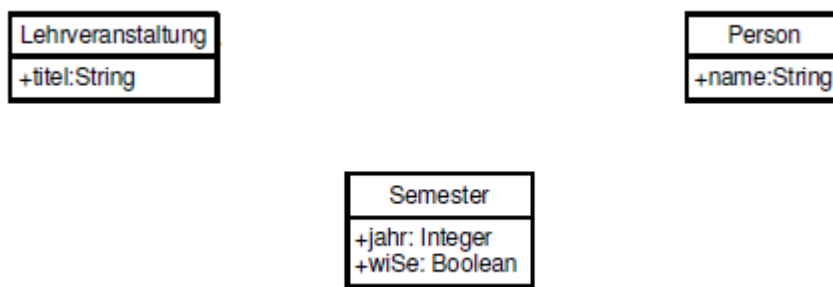 Lehrveranstaltung
+titel:String
Person
+name:String
Semester
+jahr: Integer
+wiSe: Boolean